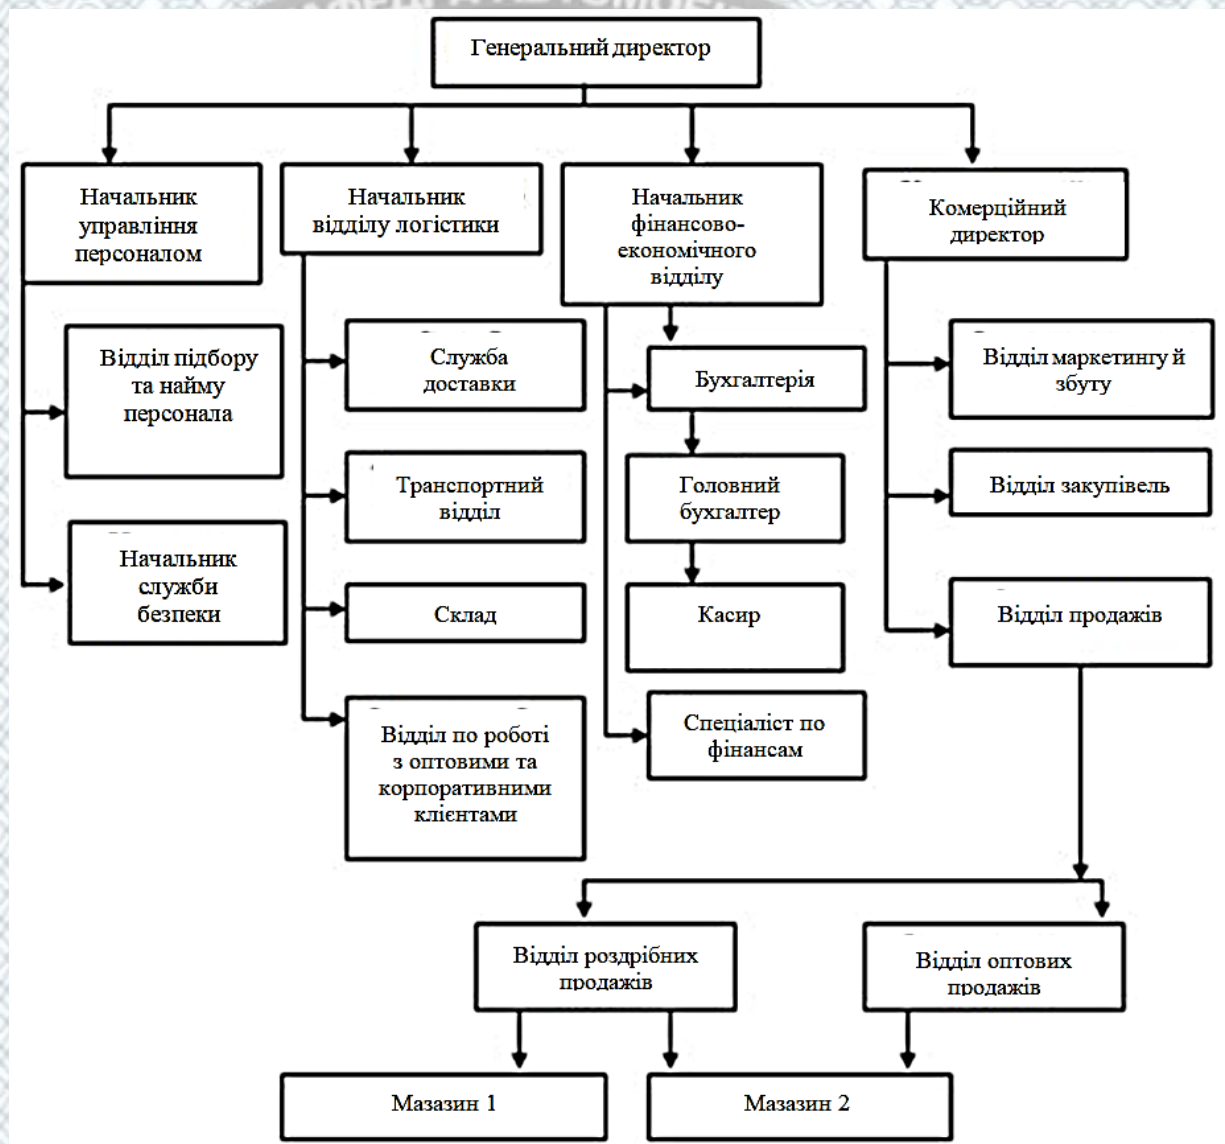 Генеральний директор
Начальник
управління
персоналом
Начальник
відділу логістики
Начальник
фінансово-
економічного
відділу
Комерційний
директор
Відділ підбору
та найму
персонала
Начальник
служби
безпеки
Служба
доставки
Транспортний
відділ
Склад
Відділ по роботі
з оптовими та
корпоративними
клієнтами
Бухгалтерія
Головний
бухгалтер
Касир
Спеціаліст по
фінансам
Відділ маркетингу й
збуту
Відділ закупівель
Відділ продажів
Відділ роздрібних
продажів
Відділ оптових
продажів
Мазазин 1
Мазазин 2